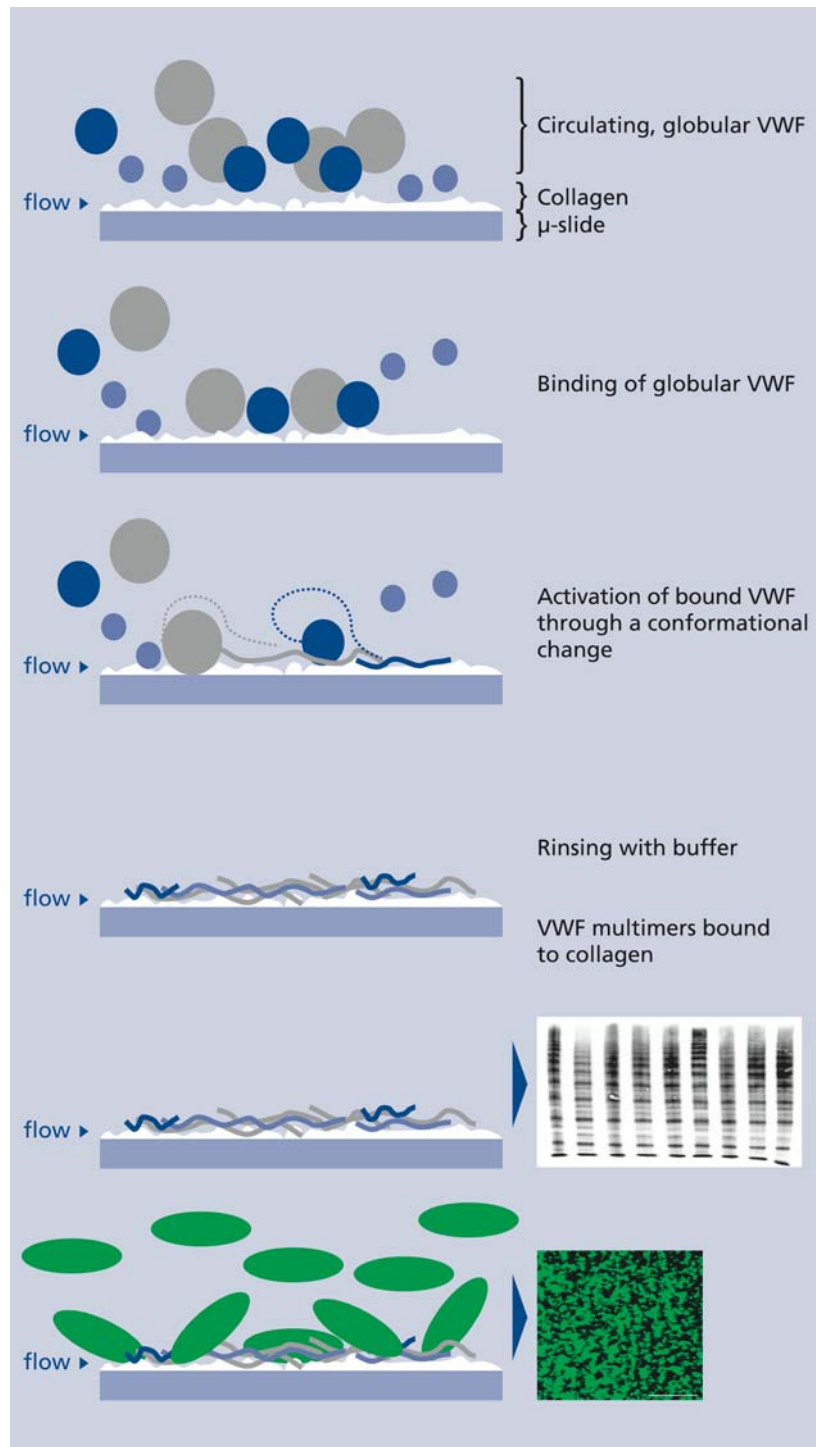 Circulating, globular VWF
flow
Collagen
µ-slide
Binding of globular VWF
flow
Activation of bound VWF
through a conformational
change
flow
Rinsing with buffer
flow
VWF multimers bound
to collagen
flow
flow